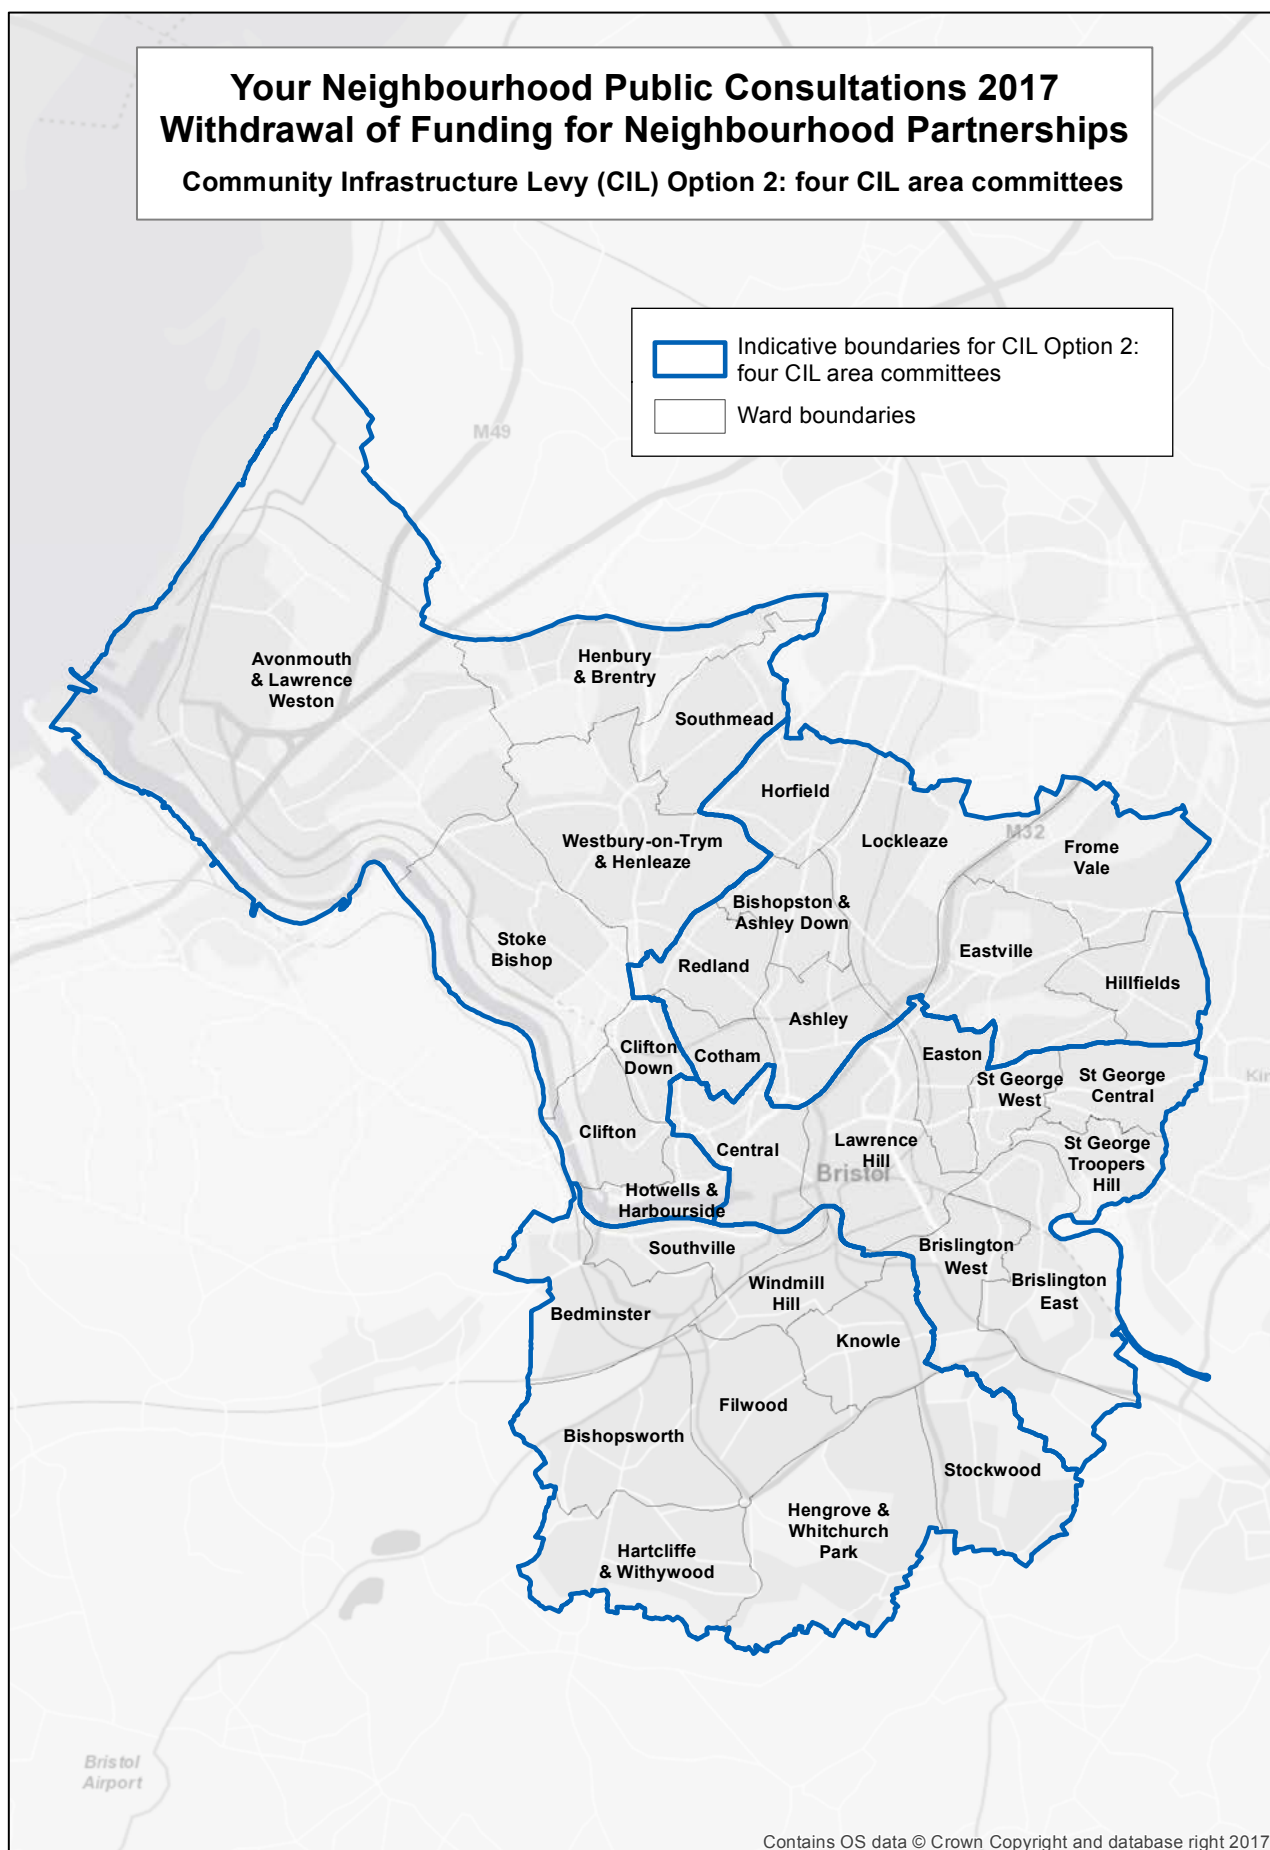 Your Neighbourhood Public Consultations 2017
Withdrawal of Funding for Neighbourhood Partnerships
Community Infrastructure Levy (CIL) Option 2: four CIL area committees
Indicative boundaries for CIL Option 2:
four CIL area committees
Ward boundaries
M49
Avonmouth
& Lawrence
Weston
Henbury
& Brentry
Southmead
Horfield
Lockleaze
M32
Frome
Vale
Westbury-on-Trym
& Henleaze
Bishopston &
Ashley Down
Stoke
Bishop
Redland
Eastville
Hillfields
Ashley
Clifton
Down
Cotham
Easton
St George
West
St George
Central
Clifton
Central
Lawrence
Hill
St George
Troopers
Hill
Bristol
Hotwells &
Harbourside
Southville
Brislington
West
Brislington
East
Windmill
Hill
Bedminster
Knowle
Filwood
Bishopsworth
Stockwood
Hengrove &
Whitchurch
Park
Hartcliffe
& Withywood
Bristol
Airport
Contains OS data © Crown Copyright and database right 2017